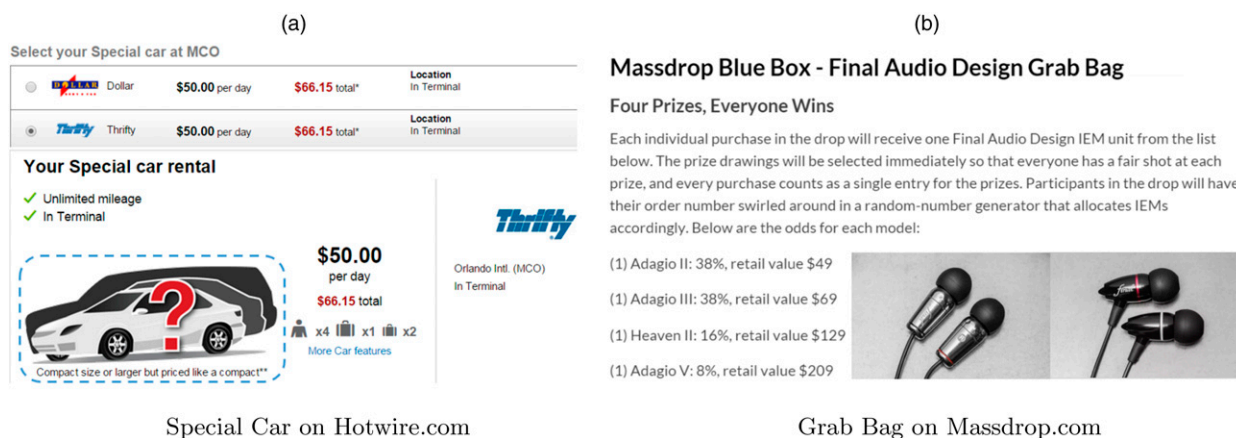 (a)
Select your Special car at MCO
DOLLAR Dollar $50.00 per day $66.15 total* Location
In Terminal
Thrifty Thrifty $50.00 per day $66.15 total* Location
In Terminal
Your Special car rental
Unlimited mileage
In Terminal
Thrifty
$50.00
per day
$66.15 total
Orlando Intl. (MCO)
In Terminal
?
x4 x1 x2
More Car features
Compact size or larger but priced like a compact**
Special Car on Hotwire.com
(b)
Massdrop Blue Box - Final Audio Design Grab Bag
Four Prizes, Everyone Wins
Each individual purchase in the drop will receive one Final Audio Design IEM unit from the list
below. The prize drawings will be selected immediately so that everyone has a fair shot at each
prize, and every purchase counts as a single entry for the prizes. Participants in the drop will have
their order number swirled around in a random-number generator that allocates IEMs
accordingly. Below are the odds for each model:
(1) Adagio II: 38%, retail value $49
(1) Adagio III: 38%, retail value $69
(1) Heaven II: 16%, retail value $129
(1) Adagio V: 8%, retail value $209
final
Grab Bag on Massdrop.com